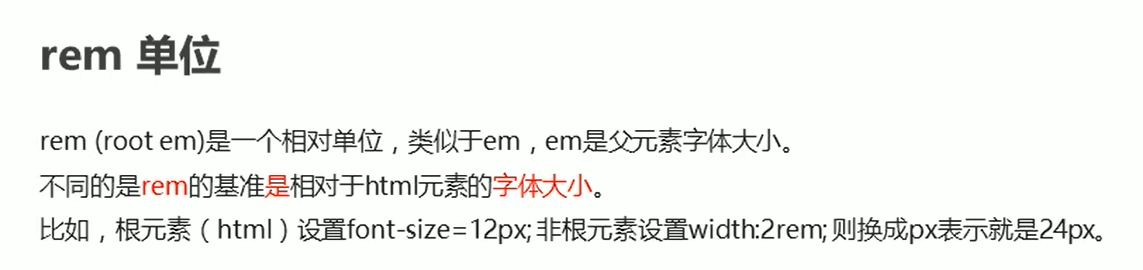 rem 单位
rem (root em)是一个相对单位，类似于em，em是父元素字体大小。
不同的是rem的基准是相对于html元素的字体大小。
比如，根元素（html）设置font-size=12px; 非根元素设置width:2rem; 则换成px表示就是24px。